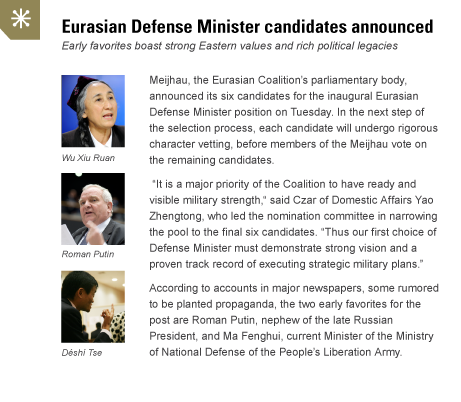 Eurasian Defense Minister candidates announced
Early favorites boast strong Eastern values and rich political legacies
Wu Xiu Ruan
Roman Putin
Déshí Tse
Meijhau, the Eurasian Coalition's parliamentary body,
announced its six candidates for the inaugural Eurasian
Defense Minister position on Tuesday. In the next step of
the selection process, each candidate will undergo rigorous
character vetting, before members of the Meijhau vote on
the remaining candidates.
"It is a major priority of the Coalition to have ready and
visible military strength," said Czar of Domestic Affairs Yao
Zhengtong, who led the nomination committee in narrowing
the pool to the final six candidates. "Thus our first choice of
Defense Minister must demonstrate strong vision and a
proven track record of executing strategic military plans."
According to accounts in major newspapers, some rumored
to be planted propaganda, the two early favorites for the
post are Roman Putin, nephew of the late Russian
President, and Ma Fenghui, current Minister of the Ministry
of National Defense of the People's Liberation Army.